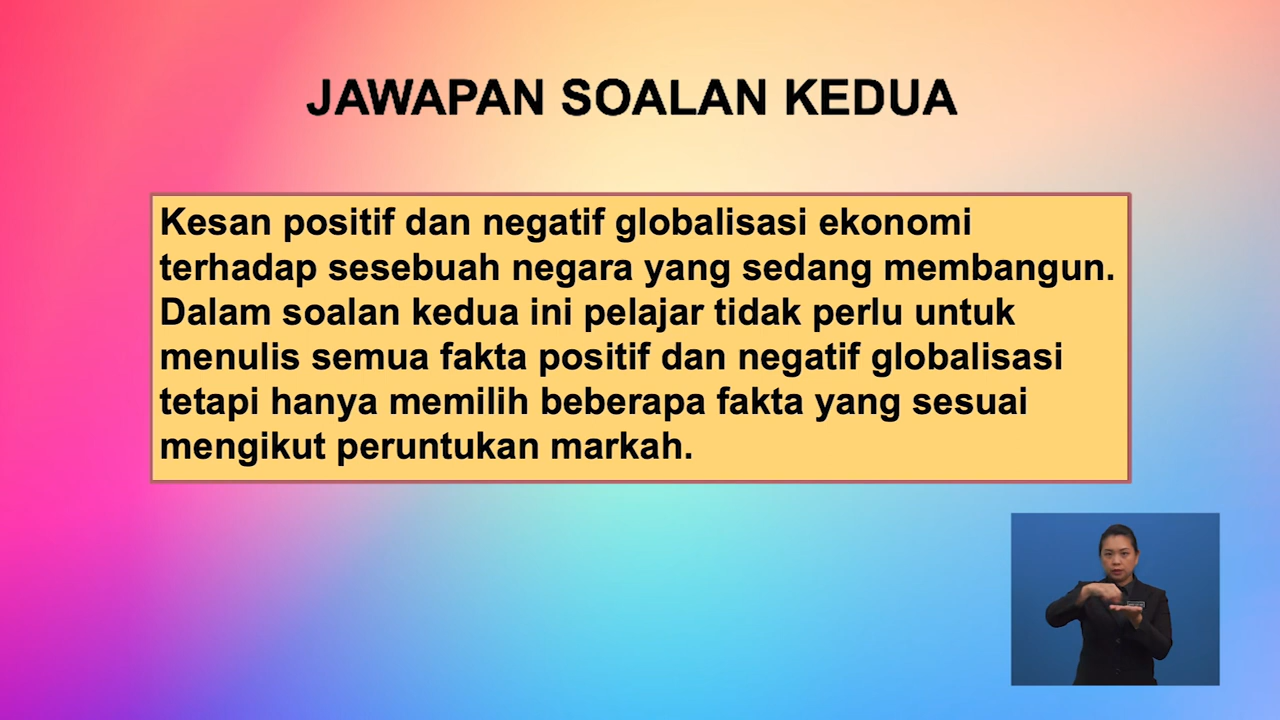 JAWAPAN SOALAN KEDUA
Kesan positif dan negatif globalisasi ekonomi
terhadap sesebuah negara yang sedang membangun.
Dalam soalan kedua ini pelajar tidak perlu untuk
menulis semua fakta positif dan negatif globalisasi
tetapi hanya memilih beberapa fakta yang sesuai
mengikut peruntukan markah.